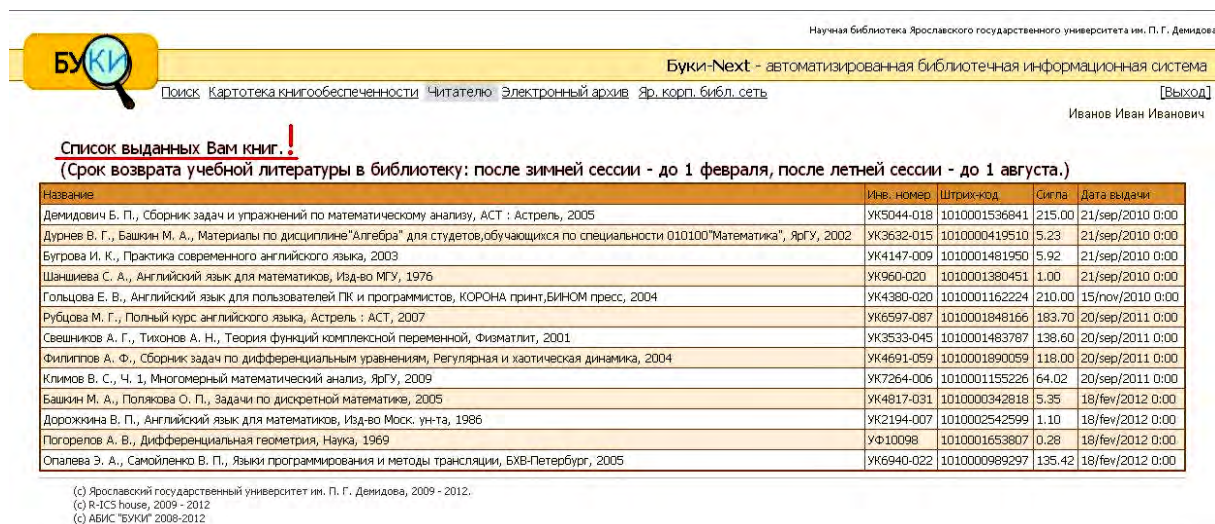 Научная библиотека Ярославского государственного университета им. П. Г. Демидова
БУКИ
Буки-Next - автоматизированная библиотечная информационная система
Поиск Картотека книгообеспеченности Читателю Электронный архив Яр. корп. библ. сеть [Выход]
Иванов Иван Иванович
Список выданных Вам книг.!
(Срок возврата учебной литературы в библиотеку: после зимней сессии - до 1 февраля, после летней сессии - до 1 августа.)
Название Инв. номер Штрих-код Сигла Дата выдачи
Демидович Б. П., Сборник задач и упражнений по математическому анализу, АСТ : Астрель, 2005 УК5044-018 1010001536841 215.00 21/sep/2010 0:00
Дурнев В. Г., Башкин М. А., Материалы по дисциплине"Алгебра" для студетов,обучающихся по специальности 010100"Математика", ЯрГУ, 2002 УК3632-015 1010000419510 5.23 21/sep/2010 0:00
Бугрова И. К., Практика современного английского языка, 2003 УК4147-009 1010001481950 5.92 21/sep/2010 0:00
Шаншиева С. А., Английский язык для математиков, Изд-во МГУ, 1976 УК960-020 1010001380451 1.00 21/sep/2010 0:00
Гольцова Е. В., Английский язык для пользователей ПК и программистов, КОРОНА принт,БИНОМ пресс, 2004 УК4380-020 1010001162224 210.00 15/nov/2010 0:00
Рубцова М. Г., Полный курс английского языка, Астрель : АСТ, 2007 УК6597-087 1010001848166 183.70 20/sep/2011 0:00
Свешников А. Г., Тихонов А. Н., Теория функций комплексной переменной, Физматлит, 2001 УК3533-045 1010001483787 138.60 20/sep/2011 0:00
Филиппов А. Ф., Сборник задач по дифференциальным уравнениям, Регулярная и хаотическая динамика, 2004 УК4691-059 1010001890059 118.00 20/sep/2011 0:00
Климов В. С., Ч. 1, Многомерный математический анализ, ЯрГУ, 2009 УК7264-006 1010001155226 64.02 20/sep/2011 0:00
Башкин М. А., Полякова О. П., Задачи по дискретной математике, 2005 УК4817-031 1010000342818 5.35 18/fev/2012 0:00
Дорожкина В. П., Английский язык для математиков, Изд-во Моск. ун-та, 1986 УК2194-007 1010002542599 1.10 18/fev/2012 0:00
Погорелов А. В., Дифференциальная геометрия, Наука, 1969 УФ10098 1010001653807 0.28 18/fev/2012 0:00
Опалева Э. А., Самойленко В. П., Языки программирования и методы трансляции, БХВ-Петербург, 2005 УК6940-022 1010000989297 135.42 18/fev/2012 0:00
(c) Ярославский государственный университет им. П. Г. Демидова, 2009 - 2012.
(c) R-ICS house, 2009 - 2012
(c) АБИС "БУКИ" 2008-2012